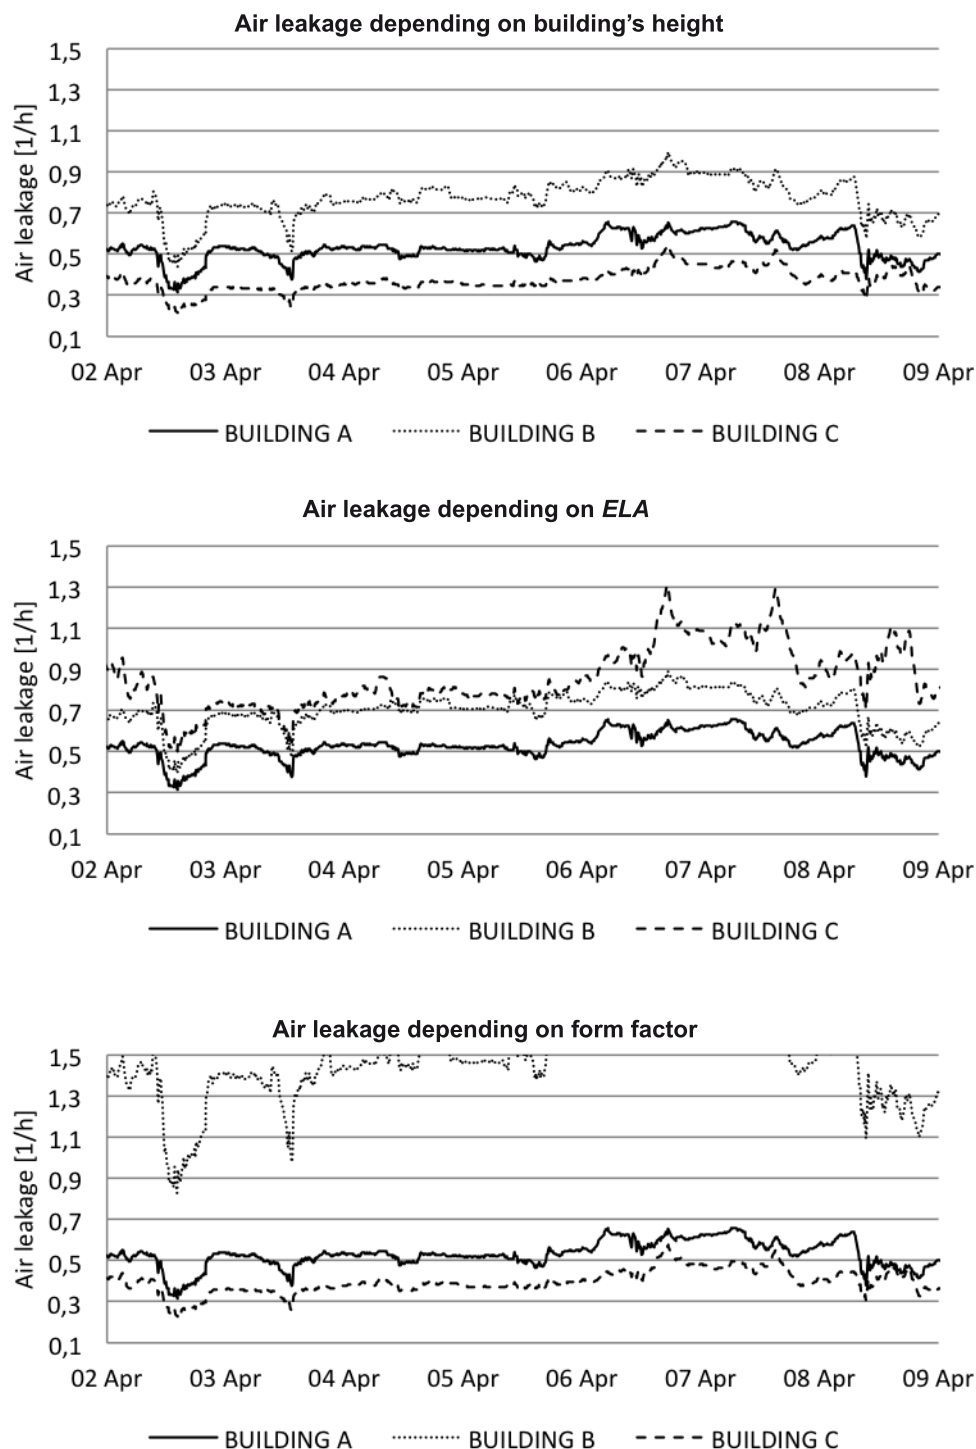 Air leakage depending on building’s height
Air leakage [1/h]
1,5
1,3
1,1
0,9
0,7
0,5
0,3
0,1
02 Apr 03 Apr 04 Apr 05 Apr 06 Apr 07 Apr 08 Apr 09 Apr
BUILDING A BUILDING B BUILDING C
Air leakage depending on ELA
Air leakage [1/h]
1,5
1,3
1,1
0,9
0,7
0,5
0,3
0,1
02 Apr 03 Apr 04 Apr 05 Apr 06 Apr 07 Apr 08 Apr 09 Apr
BUILDING A BUILDING B BUILDING C
Air leakage depending on form factor
Air leakage [1/h]
1,5
1,3
1,1
0,9
0,7
0,5
0,3
0,1
02 Apr 03 Apr 04 Apr 05 Apr 06 Apr 07 Apr 08 Apr 09 Apr
BUILDING A BUILDING B BUILDING C